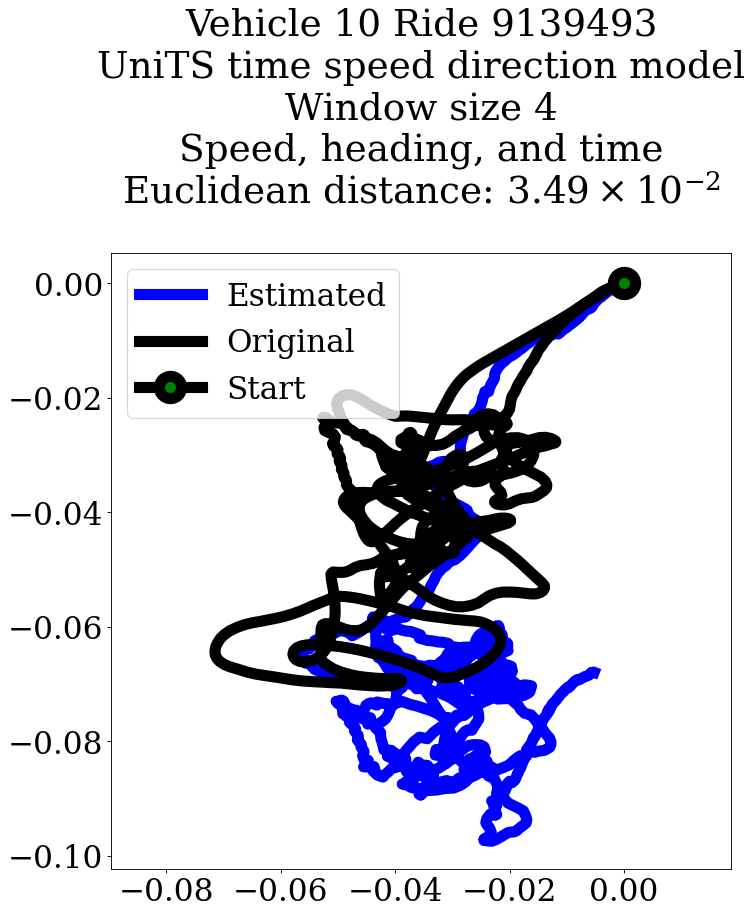 Vehicle 10 Ride 9139493
UniTS time speed direction model
Window size 4
Speed, heading, and time
Euclidean distance: 3.49 × 10⁻²
Estimated
Original
Start
0.00
−0.02
−0.04
−0.06
−0.08
−0.10
−0.08 −0.06 −0.04 −0.02 0.00